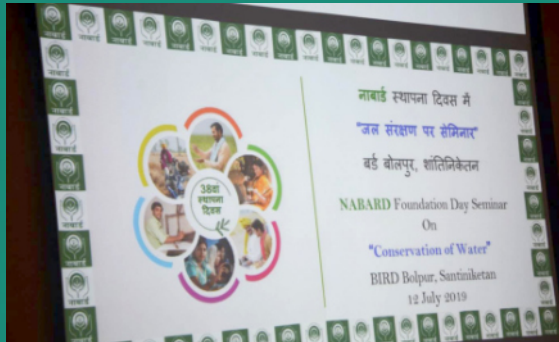 38वां
स्थापना
दिवस
नाबार्ड स्थापना दिवस में
"जल संरक्षण पर सेमिनार"
बर्ड बोलपुर, शांतिनिकेतन
NABARD Foundation Day Seminar
On
"Conservation of Water"
BIRD Bolpur, Santiniketan
12 July 2019